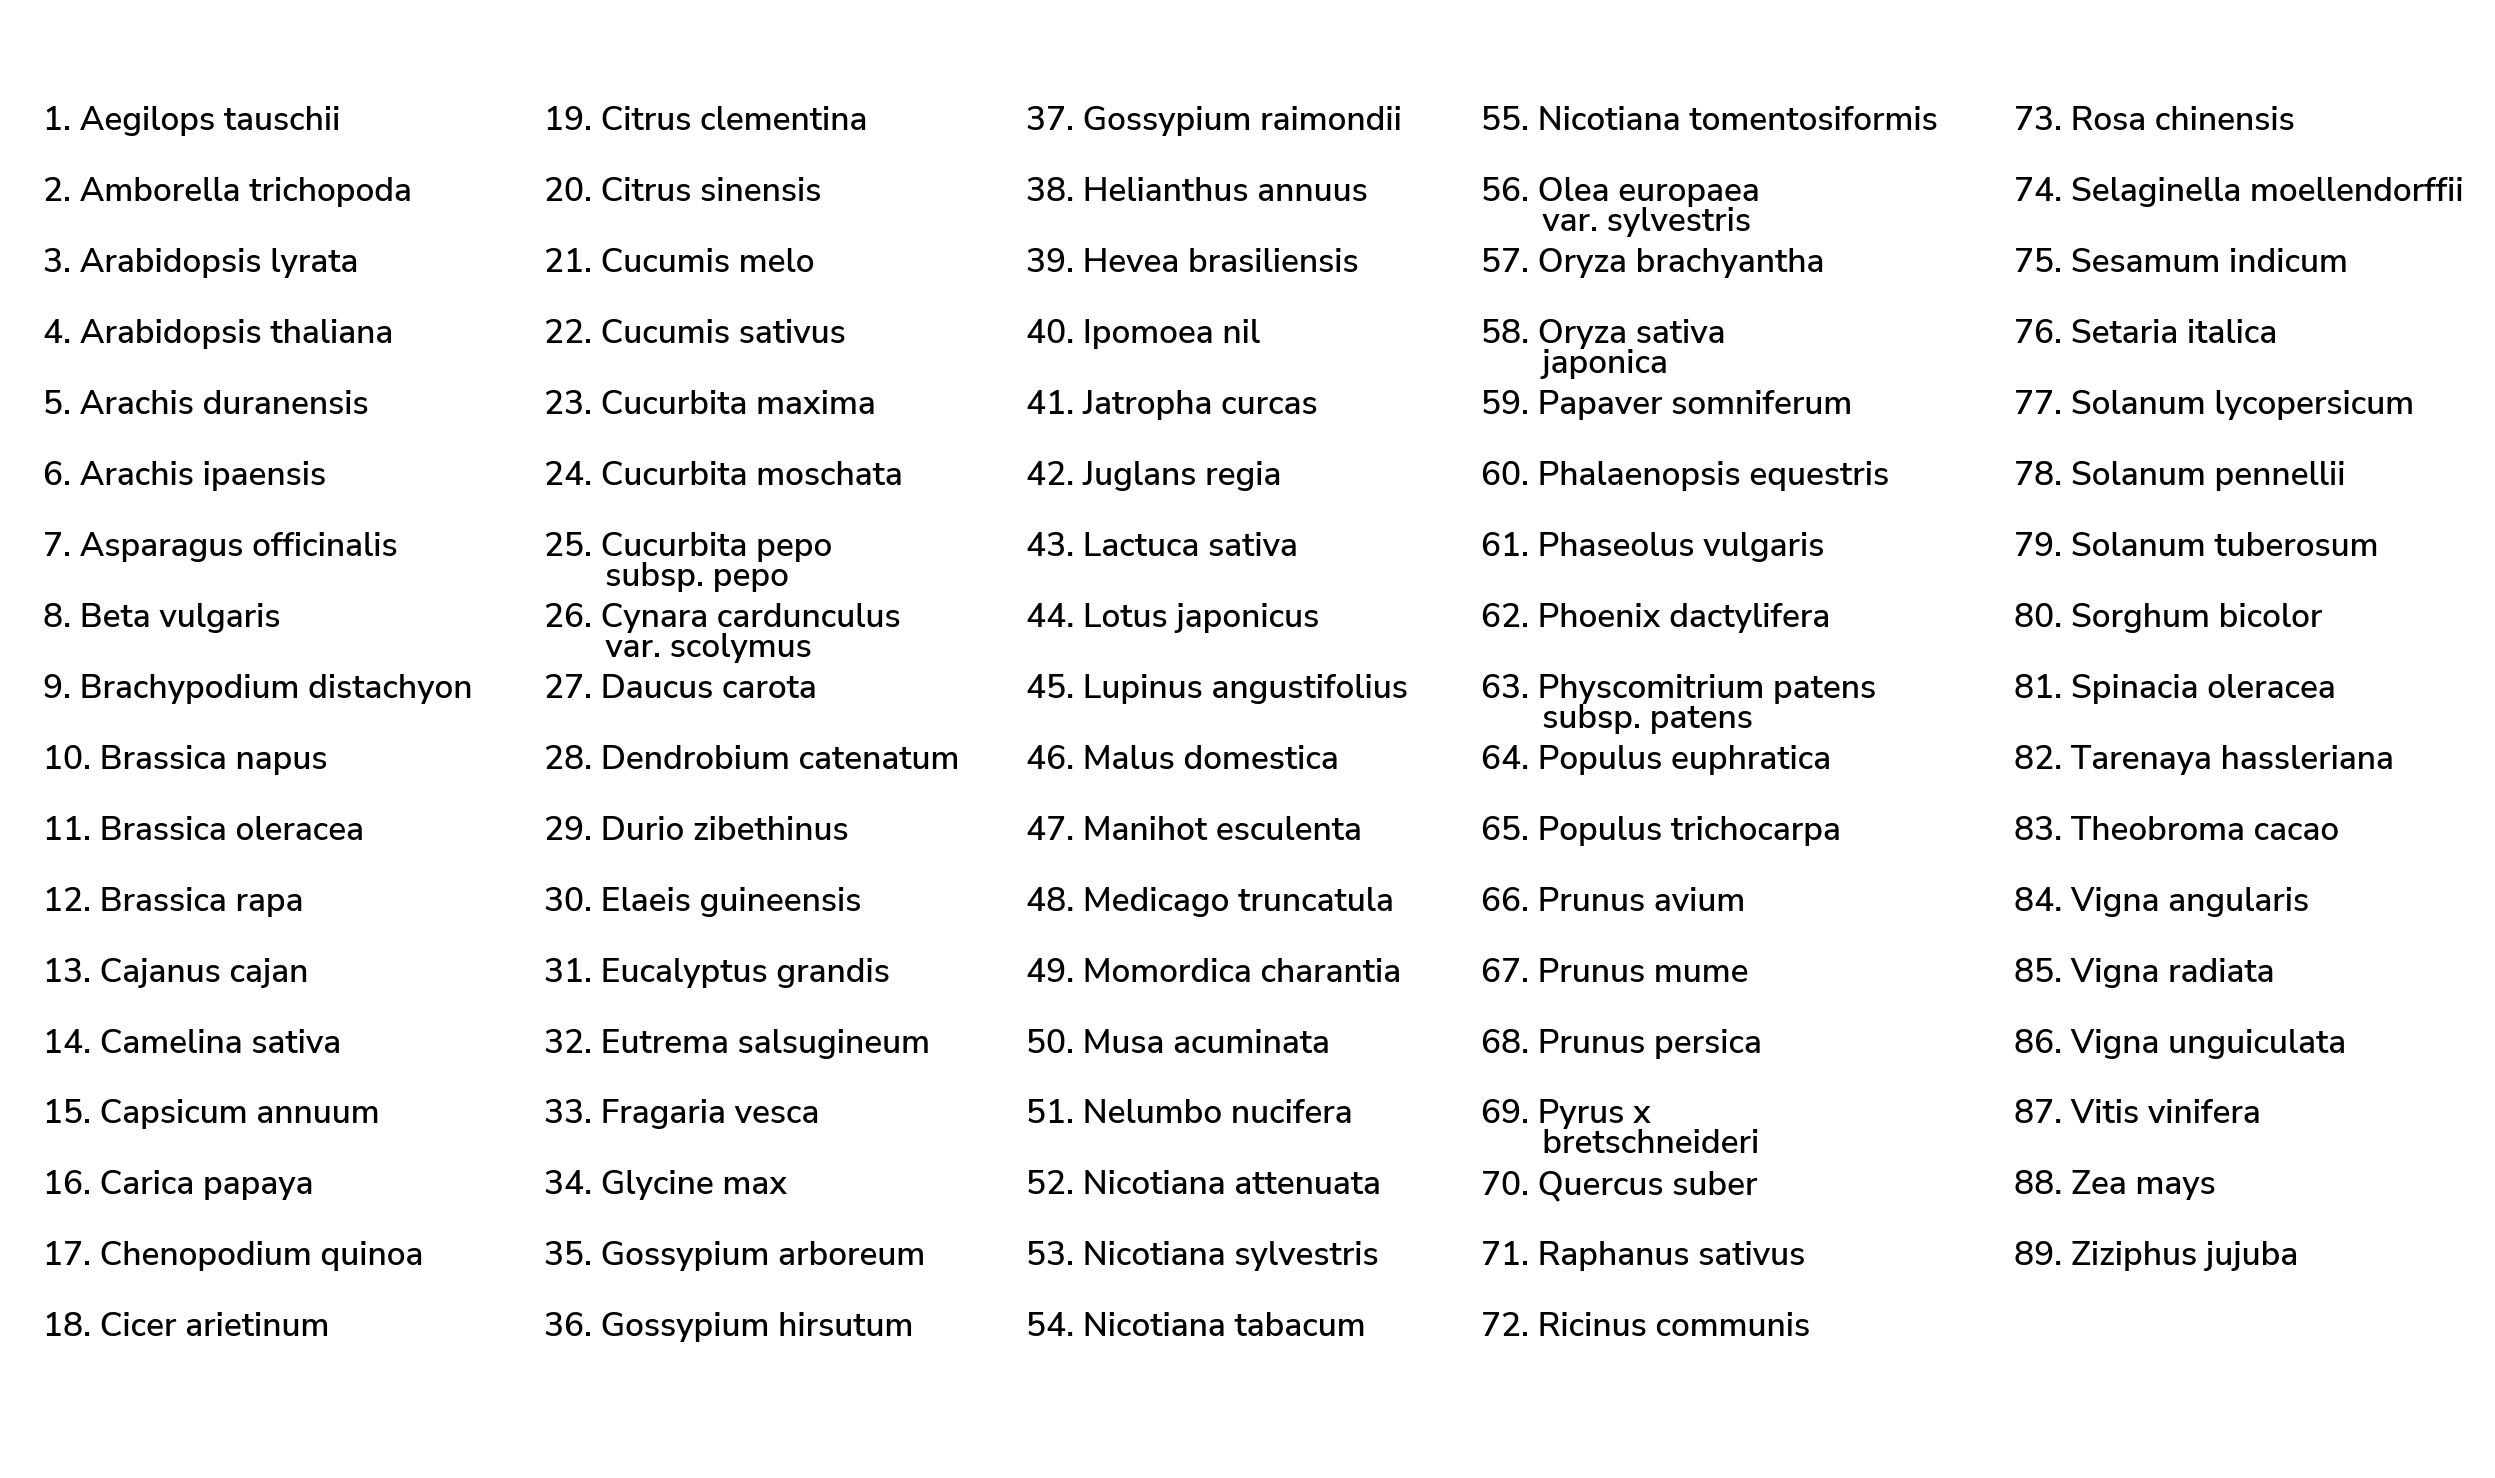 1. Aegilops tauschii
2. Amborella trichopoda
3. Arabidopsis lyrata
4. Arabidopsis thaliana
5. Arachis duranensis
6. Arachis ipaensis
7. Asparagus officinalis
8. Beta vulgaris
9. Brachypodium distachyon
10. Brassica napus
11. Brassica oleracea
12. Brassica rapa
13. Cajanus cajan
14. Camelina sativa
15. Capsicum annuum
16. Carica papaya
17. Chenopodium quinoa
18. Cicer arietinum
19. Citrus clementina
20. Citrus sinensis
21. Cucumis melo
22. Cucumis sativus
23. Cucurbita maxima
24. Cucurbita moschata
25. Cucurbita pepo
subsp. pepo
26. Cynara cardunculus
var. scolymus
27. Daucus carota
28. Dendrobium catenatum
29. Durio zibethinus
30. Elaeis guineensis
31. Eucalyptus grandis
32. Eutrema salsugineum
33. Fragaria vesca
34. Glycine max
35. Gossypium arboreum
36. Gossypium hirsutum
37. Gossypium raimondii
38. Helianthus annuus
39. Hevea brasiliensis
40. Ipomoea nil
41. Jatropha curcas
42. Juglans regia
43. Lactuca sativa
44. Lotus japonicus
45. Lupinus angustifolius
46. Malus domestica
47. Manihot esculenta
48. Medicago truncatula
49. Momordica charantia
50. Musa acuminata
51. Nelumbo nucifera
52. Nicotiana attenuata
53. Nicotiana sylvestris
54. Nicotiana tabacum
55. Nicotiana tomentosiformis
56. Olea europaea
var. sylvestris
57. Oryza brachyantha
58. Oryza sativa
japonica
59. Papaver somniferum
60. Phalaenopsis equestris
61. Phaseolus vulgaris
62. Phoenix dactylifera
63. Physcomitrium patens
subsp. patens
64. Populus euphratica
65. Populus trichocarpa
66. Prunus avium
67. Prunus mume
68. Prunus persica
69. Pyrus x
bretschneideri
70. Quercus suber
71. Raphanus sativus
72. Ricinus communis
73. Rosa chinensis
74. Selaginella moellendorffii
75. Sesamum indicum
76. Setaria italica
77. Solanum lycopersicum
78. Solanum pennellii
79. Solanum tuberosum
80. Sorghum bicolor
81. Spinacia oleracea
82. Tarenaya hassleriana
83. Theobroma cacao
84. Vigna angularis
85. Vigna radiata
86. Vigna unguiculata
87. Vitis vinifera
88. Zea mays
89. Ziziphus jujuba